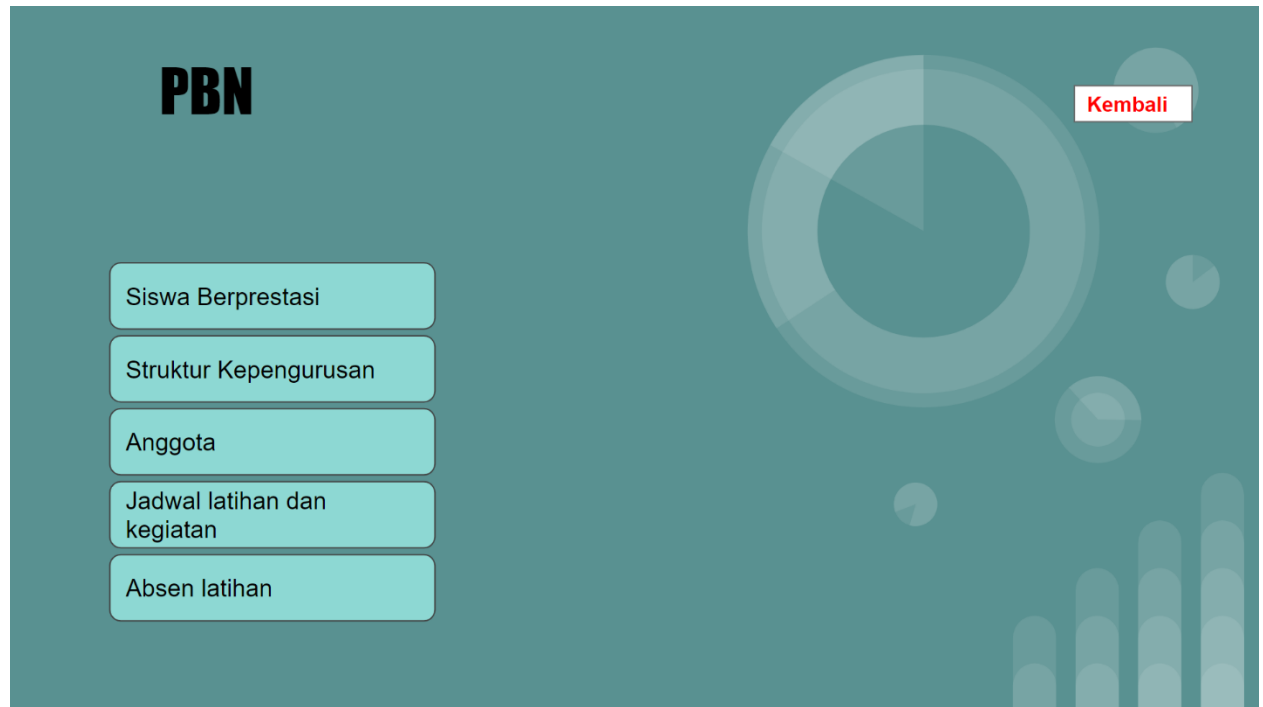 PBN
Kembali
Siswa Berprestasi
Struktur Kepengurusan
Anggota
Jadwal latihan dan
kegiatan
Absen latihan